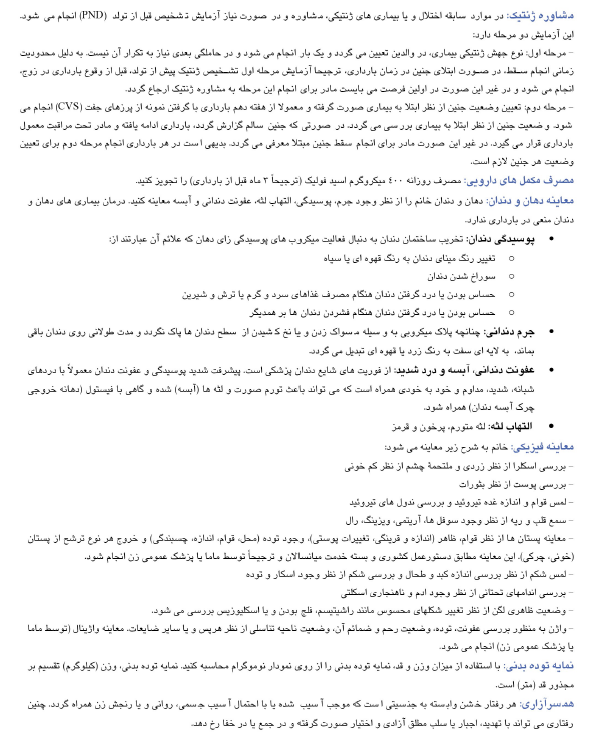 مشاوره ژنتیک: در موارد سابقه اختلال و یا بیماری های ژنتیکی، مشاوره و در صورت نیاز آزمایش تشخیص قبل از تولد (PND) انجام می شود.
این آزمایش دو مرحله دارد:
– مرحله اول: نوع جهش ژنتیکی بیماری، در والدین تعیین می گردد و یک بار انجام می شود و در حاملگی بعدی نیاز به تکرار آن نیست. به دلیل محدودیت
زمانی انجام سقط، در صورت ابتلای جنین در زمان بارداری، ترجیحا آزمایش مرحله اول تشخیص ژنتیک پیش از تولد، قبل از وقوع بارداری در زوج،
انجام می شود و در غیر این صورت در اولین فرصت می بایست مادر برای انجام این مرحله به مشاوره ژنتیک ارجاع گردد.
– مرحله دوم: تعیین وضعیت جنین از نظر ابتلا به بیماری صورت گرفته و معمولا از هفته دهم بارداری با گرفتن نمونه از پرزهای جفت (CVS) انجام می
شود. وضعیت جنین از نظر ابتلا به بیماری بررسی می گردد. در صورتی که جنین سالم گزارش گردد، بارداری ادامه یافته و مادر تحت مراقبت معمول
بارداری قرار می گیرد. در غیر این صورت مادر برای انجام سقط جنین مبتلا معرفی می گردد. بدیهی است در هر بارداری انجام مرحله دوم برای تعیین
وضعیت هر جنین لازم است.
مصرف مکمل های دارویی: مصرف روزانه ۴۰۰ میکروگرم اسید فولیک (ترجیحاً ۳ ماه قبل از بارداری) را تجویز کنید.
معاینه دهان و دندان: دهان و دندان خانم را از نظر وجود جرم، پوسیدگی، التهاب لثه، عفونت دندانی و آبسه معاینه کنید. درمان بیماری های دهان و
دندان منعی در بارداری ندارد.
• پوسیدگی دندان: تخریب ساختمان دندان به دنبال فعالیت میکروب های پوسیدگی زای دهان که علائم آن عبارتند از:
○ تغییر رنگ مینای دندان به رنگ قهوه ای یا سیاه
○ سوراخ شدن دندان
○ حساس بودن یا درد گرفتن دندان هنگام مصرف غذاهای سرد و گرم یا ترش و شیرین
○ حساس بودن یا درد گرفتن دندان هنگام فشردن دندان ها بر همدیگر
• جرم دندانی: چنانچه پلاک میکروبی به وسیله مسواک زدن و یا نخ کشیدن از سطح دندان ها پاک نگردد و مدت طولانی روی دندان باقی
بماند، به لایه ای سفت به رنگ زرد یا قهوه ای تبدیل می گردد.
• عفونت دندانی، آبسه و درد شدید: از فوریت های شایع دندان پزشکی است. پیشرفت شدید پوسیدگی و عفونت دندان معمولاً با دردهای
شبانه، شدید، مداوم و خود به خودی همراه است که می تواند باعث تورم صورت و لثه ها (آبسه) شده و گاهی با فیستول (دهانه خروجی
چرک آبسه دندان) همراه شود.
• التهاب لثه: لثه متورم، پرخون و قرمز
معاینه فیزیکی: خانم به شرح زیر معاینه می شود:
– بررسی اسکلرا از نظر زردی و ملتحمهٔ چشم از نظر کم خونی
– بررسی پوست از نظر بثورات
– لمس قوام و اندازه غده تیروئید و بررسی ندول های تیروئید
– سمع قلب و ریه از نظر وجود سوفل ها، آریتمی، ویزینگ، رال
– معاینه پستان ها از نظر قوام، ظاهر (اندازه و قرینگی، تغییرات پوستی)، وجود توده (محل، قوام، اندازه، چسبندگی) و خروج هر نوع ترشح از پستان
(خونی، چرکی). این معاینه مطابق دستورعمل کشوری و بسته خدمت میانسالان و ترجیحاً توسط ماما یا پزشک عمومی زن انجام شود.
– لمس شکم از نظر بررسی اندازه کبد و طحال و بررسی شکم از نظر وجود اسکار و توده
– بررسی اندامهای تحتانی از نظر وجود ادم و ناهنجاری اسکلتی
– وضعیت ظاهری لگن از نظر تغییر شکلهای محسوس مانند راشیتیسم، فلج بودن و یا اسکلیوزیس بررسی می شود.
– واژن به منظور بررسی عفونت، توده، وضعیت رحم و ضمائم آن، وضعیت ناحیه تناسلی از نظر هرپس و یا سایر ضایعات. معاینه واژینال (توسط ماما
یا پزشک عمومی زن) انجام می شود.
نمایه توده بدنی: با استفاده از میزان وزن و قد، نمایه توده بدنی را از روی نمودار نوموگرام محاسبه کنید. نمایه توده بدنی، وزن (کیلوگرم) تقسیم بر
مجذور قد (متر) است.
همسرآزاری: هر رفتار خشن وابسته به جنسیتی است که موجب آسیب شده یا با احتمال آسیب جسمی، روانی و یا رنجش زن همراه گردد. چنین
رفتاری می تواند با تهدید، اجبار یا سلب مطلق آزادی و اختیار صورت گرفته و در جمع یا در خفا رخ دهد.